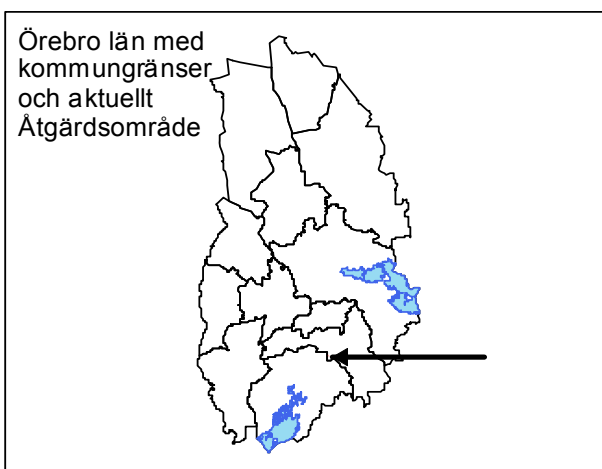 Örebro län med
kommungränser
och aktuellt
Åtgärdsområde